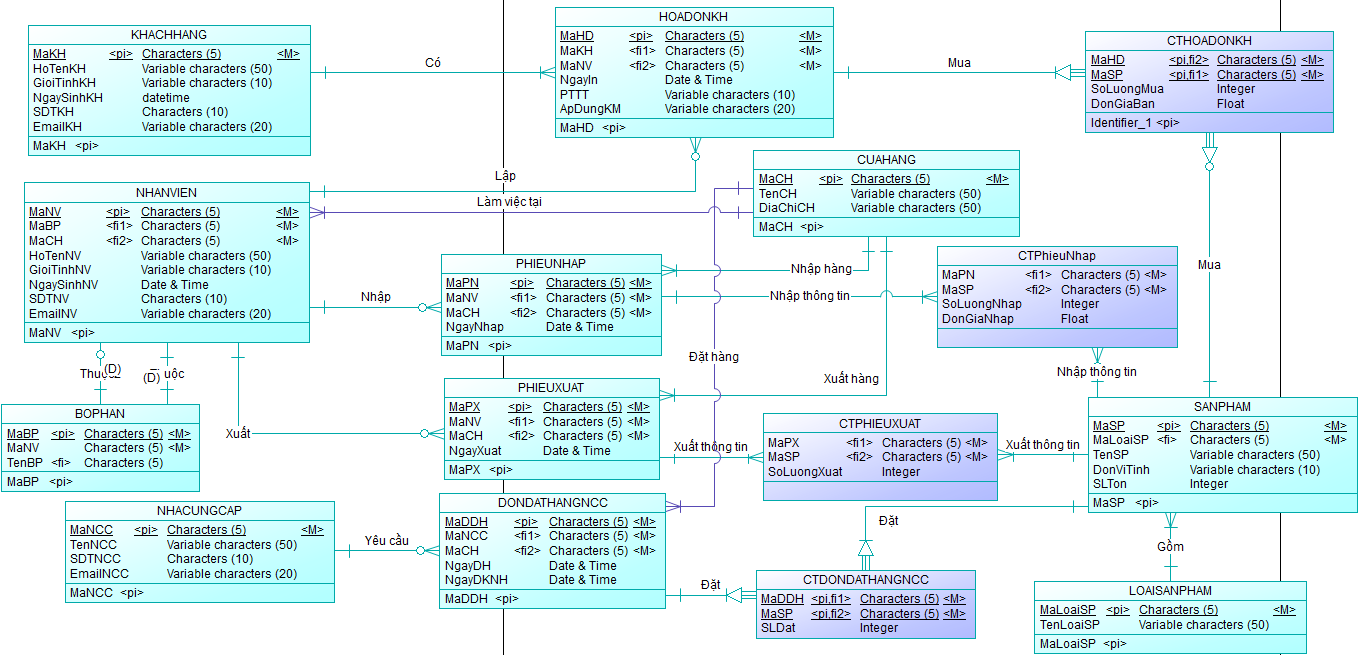 KHACHHANG
MaKH <pi> Characters (5) <M>
HoTenKH Variable characters (50)
GioiTinhKH Variable characters (10)
NgaySinhKH datetime
SDTKH Characters (10)
EmailKH Variable characters (20)
MaKH <pi>
Có
HOADONKH
MaHD <pi> Characters (5) <M>
MaKH <fi1> Characters (5) <M>
MaNV <fi2> Characters (5) <M>
NgayIn Date & Time
PTTT Variable characters (10)
ApDungKM Variable characters (20)
MaHD <pi>
Mua
CTHOADONKH
MaHD <pi,fi2> Characters (5) <M>
MaSP <pi,fi1> Characters (5) <M>
SoLuongMua Integer
DonGiaBan Float
Identifier_1 <pi>
NHANVIEN
MaNV <pi> Characters (5) <M>
MaBP <fi1> Characters (5) <M>
MaCH <fi2> Characters (5) <M>
HoTenNV Variable characters (50)
GioiTinhNV Variable characters (10)
NgaySinhNV Date & Time
SDTNV Characters (10)
EmailNV Variable characters (20)
MaNV <pi>
Lập
Làm việc tại
CUAHANG
MaCH <pi> Characters (5) <M>
TenCH Variable characters (50)
DiaChiCH Variable characters (50)
MaCH <pi>
Nhập
PHIEUNHAP
MaPN <pi> Characters (5) <M>
MaNV <fi1> Characters (5) <M>
MaCH <fi2> Characters (5) <M>
NgayNhap Date & Time
MaPN <pi>
Nhập hàng
Nhập thông tin
CTPhieuNhap
MaPN <fi1> Characters (5) <M>
MaSP <fi2> Characters (5) <M>
SoLuongNhap Integer
DonGiaNhap Float
Mua
Đặt hàng
Xuất hàng
Nhập thông tin
(D)
(D)
BOPHAN
MaBP <pi> Characters (5) <M>
MaNV Characters (5) <M>
TenBP <fi> Characters (5)
MaBP <pi>
Xuất
PHIEUXUAT
MaPX <pi> Characters (5) <M>
MaNV <fi1> Characters (5) <M>
MaCH <fi2> Characters (5) <M>
NgayXuat Date & Time
MaPX <pi>
Xuất thông tin
CTPHIEUXUAT
MaPX <fi1> Characters (5) <M>
MaSP <fi2> Characters (5) <M>
SoLuongXuat Integer
Xuất thông tin
SANPHAM
MaSP <pi> Characters (5) <M>
MaLoaiSP <fi> Characters (5) <M>
TenSP Variable characters (50)
DonViTinh Variable characters (10)
SLTon Integer
MaSP <pi>
NHACUNGCAP
MaNCC <pi> Characters (5) <M>
TenNCC Variable characters (50)
SDTNCC Characters (10)
EmailNCC Variable characters (20)
MaNCC <pi>
Yêu cầu
DONDATHANGNCC
MaDDH <pi> Characters (5) <M>
MaNCC <fi1> Characters (5) <M>
MaCH <fi2> Characters (5) <M>
NgayDH Date & Time
NgayDKNH Date & Time
MaDDH <pi>
Đặt
Đặt
CTDONDATHANGNCC
MaDDH <pi,fi1> Characters (5) <M>
MaSP <pi,fi2> Characters (5) <M>
SLDat Integer
Gồm
LOAISANPHAM
MaLoaiSP <pi> Characters (5) <M>
TenLoaiSP Variable characters (50)
MaLoaiSP <pi>